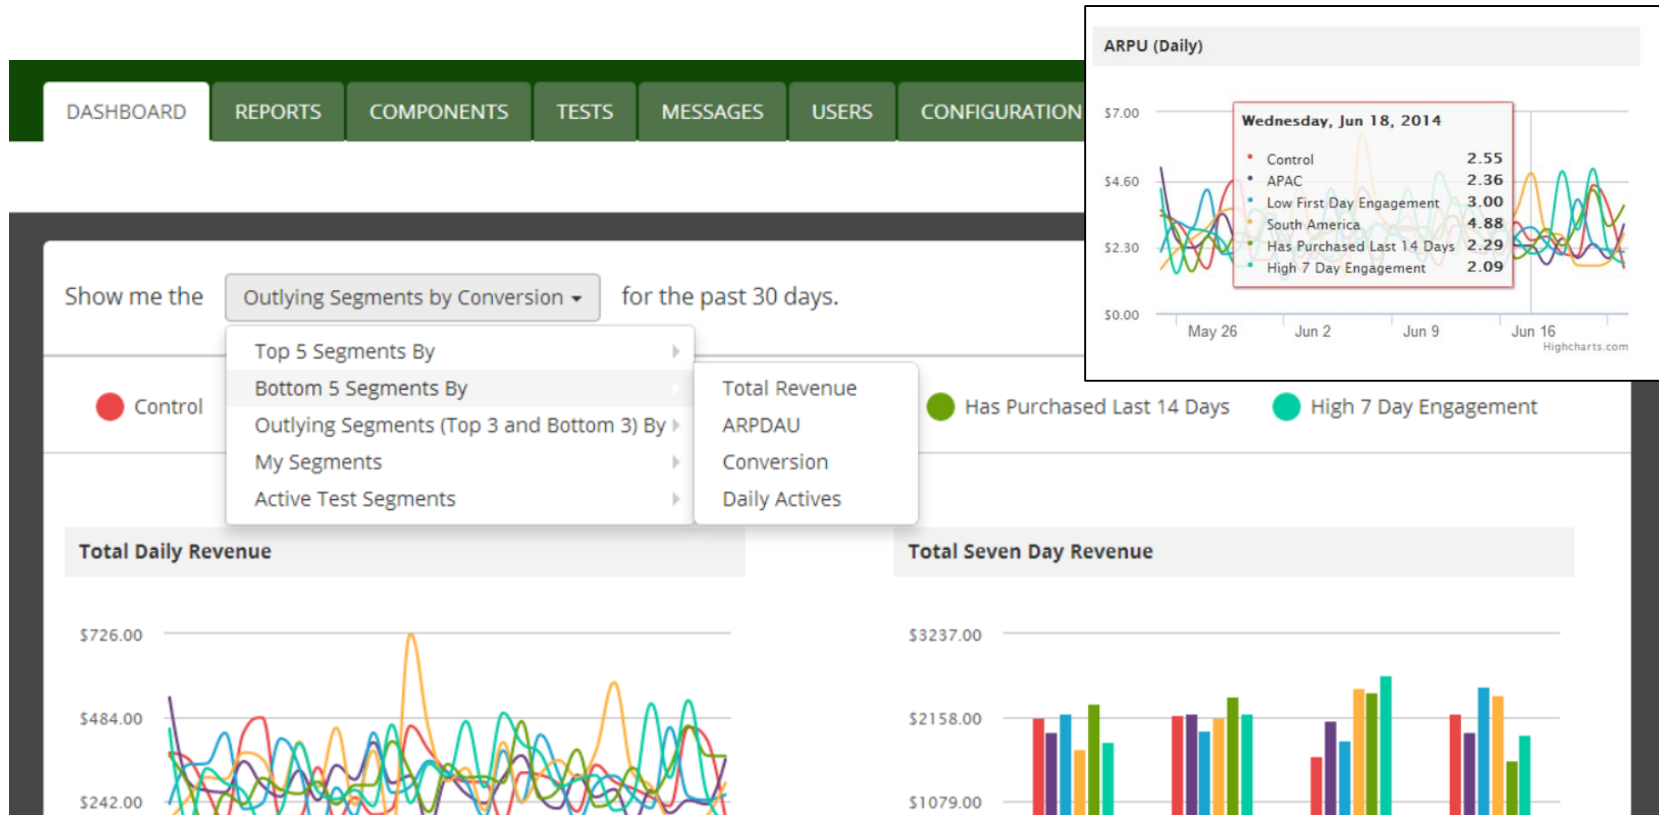 DASHBOARD REPORTS COMPONENTS TESTS MESSAGES USERS CONFIGURATION
ARPU (Daily)
$7.00
$4.60
$2.30
$0.00
Wednesday, Jun 18, 2014
Control 2.55
APAC 2.36
Low First Day Engagement 3.00
South America 4.88
Has Purchased Last 14 Days 2.29
High 7 Day Engagement 2.09
May 26 Jun 2 Jun 9 Jun 16
Highcharts.com
Show me the Outlying Segments by Conversion for the past 30 days.
Top 5 Segments By
Bottom 5 Segments By
Outlying Segments (Top 3 and Bottom 3) By
My Segments
Active Test Segments
Total Revenue
ARPDAU
Conversion
Daily Actives
Control Has Purchased Last 14 Days High 7 Day Engagement
Total Daily Revenue
$726.00
$484.00
$242.00
Total Seven Day Revenue
$3237.00
$2158.00
$1079.00